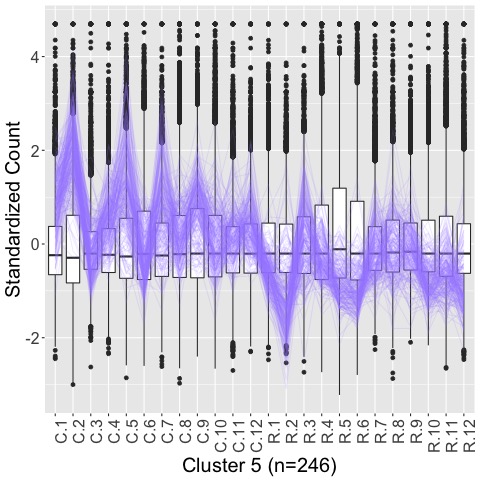 Standardized Count
4
2
0
-2
C.1
C.2
C.3
C.4
C.5
C.6
C.7
C.8
C.9
C.10
C.11
C.12
R.1
R.2
R.3
R.4
R.5
R.6
R.7
R.8
R.9
R.10
R.11
R.12
Cluster 5 (n=246)